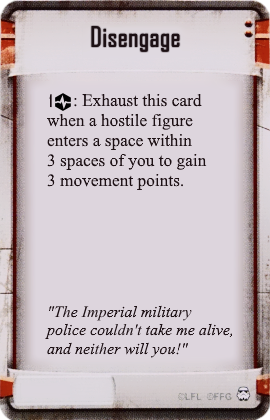 Disengage
1: Exhaust this card
when a hostile figure
enters a space within
3 spaces of you to gain
3 movement points.
"The Imperial military
police couldn't take me alive,
and neither will you!"
©LFL ©FFG